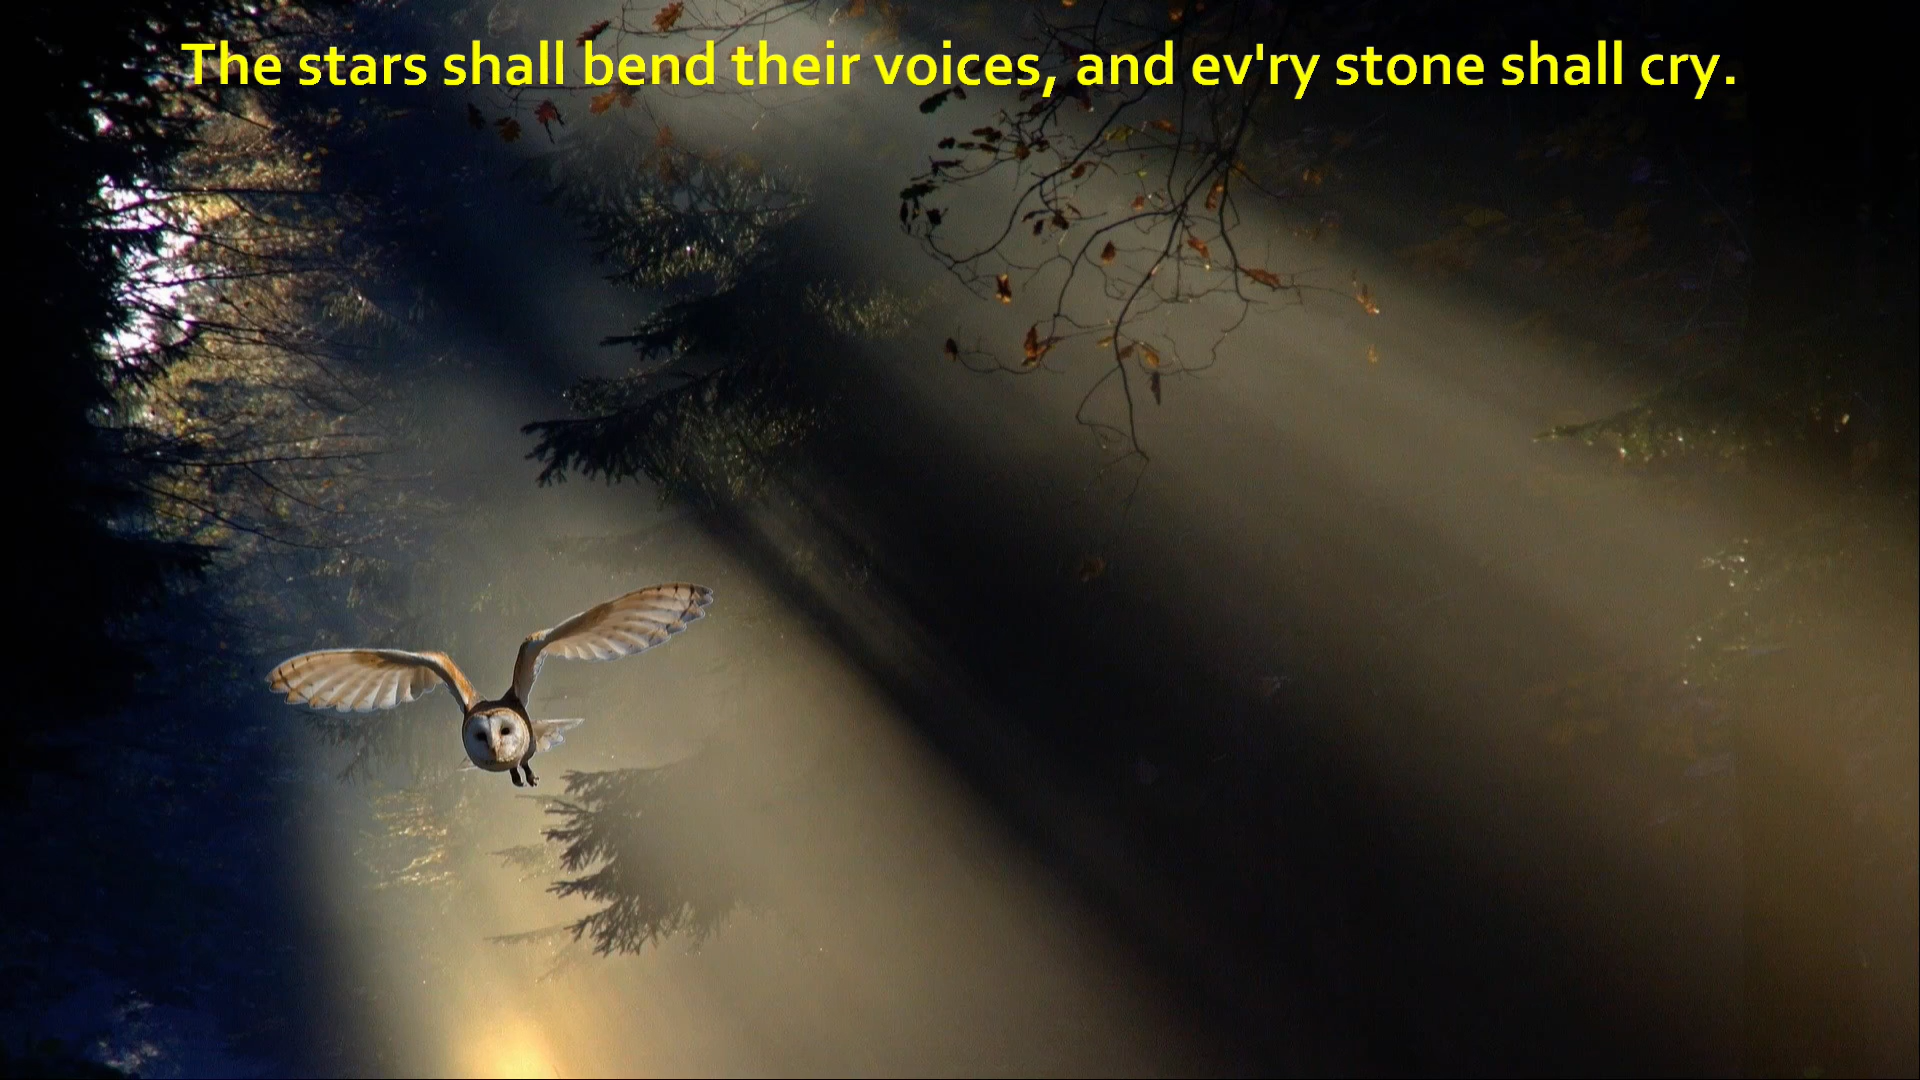 The stars shall bend their voices, and ev'ry stone shall cry.